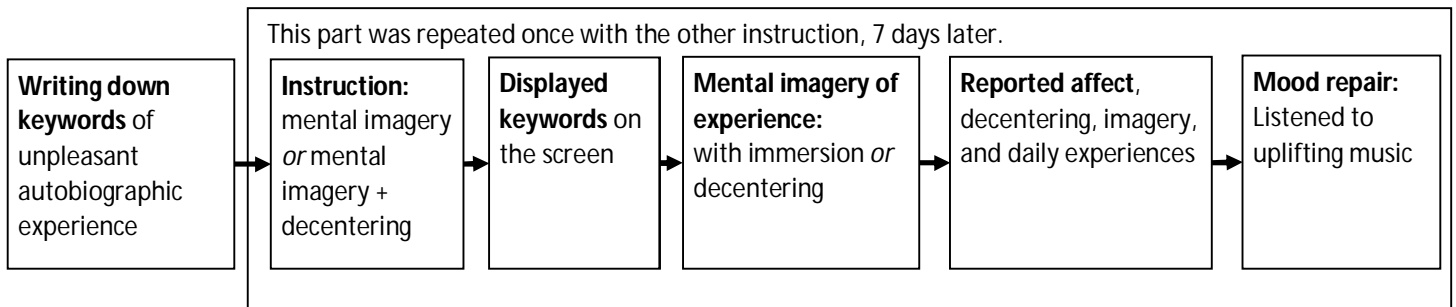 This part was repeated once with the other instruction, 7 days later.
Writing down
keywords of
unpleasant
autobiographic
experience
Instruction:
mental imagery
or mental
imagery +
decentering
Displayed
keywords on
the screen
Mental imagery of
experience:
with immersion or
decentering
Reported affect,
decentering, imagery,
and daily experiences
Mood repair:
Listened to
uplifting music